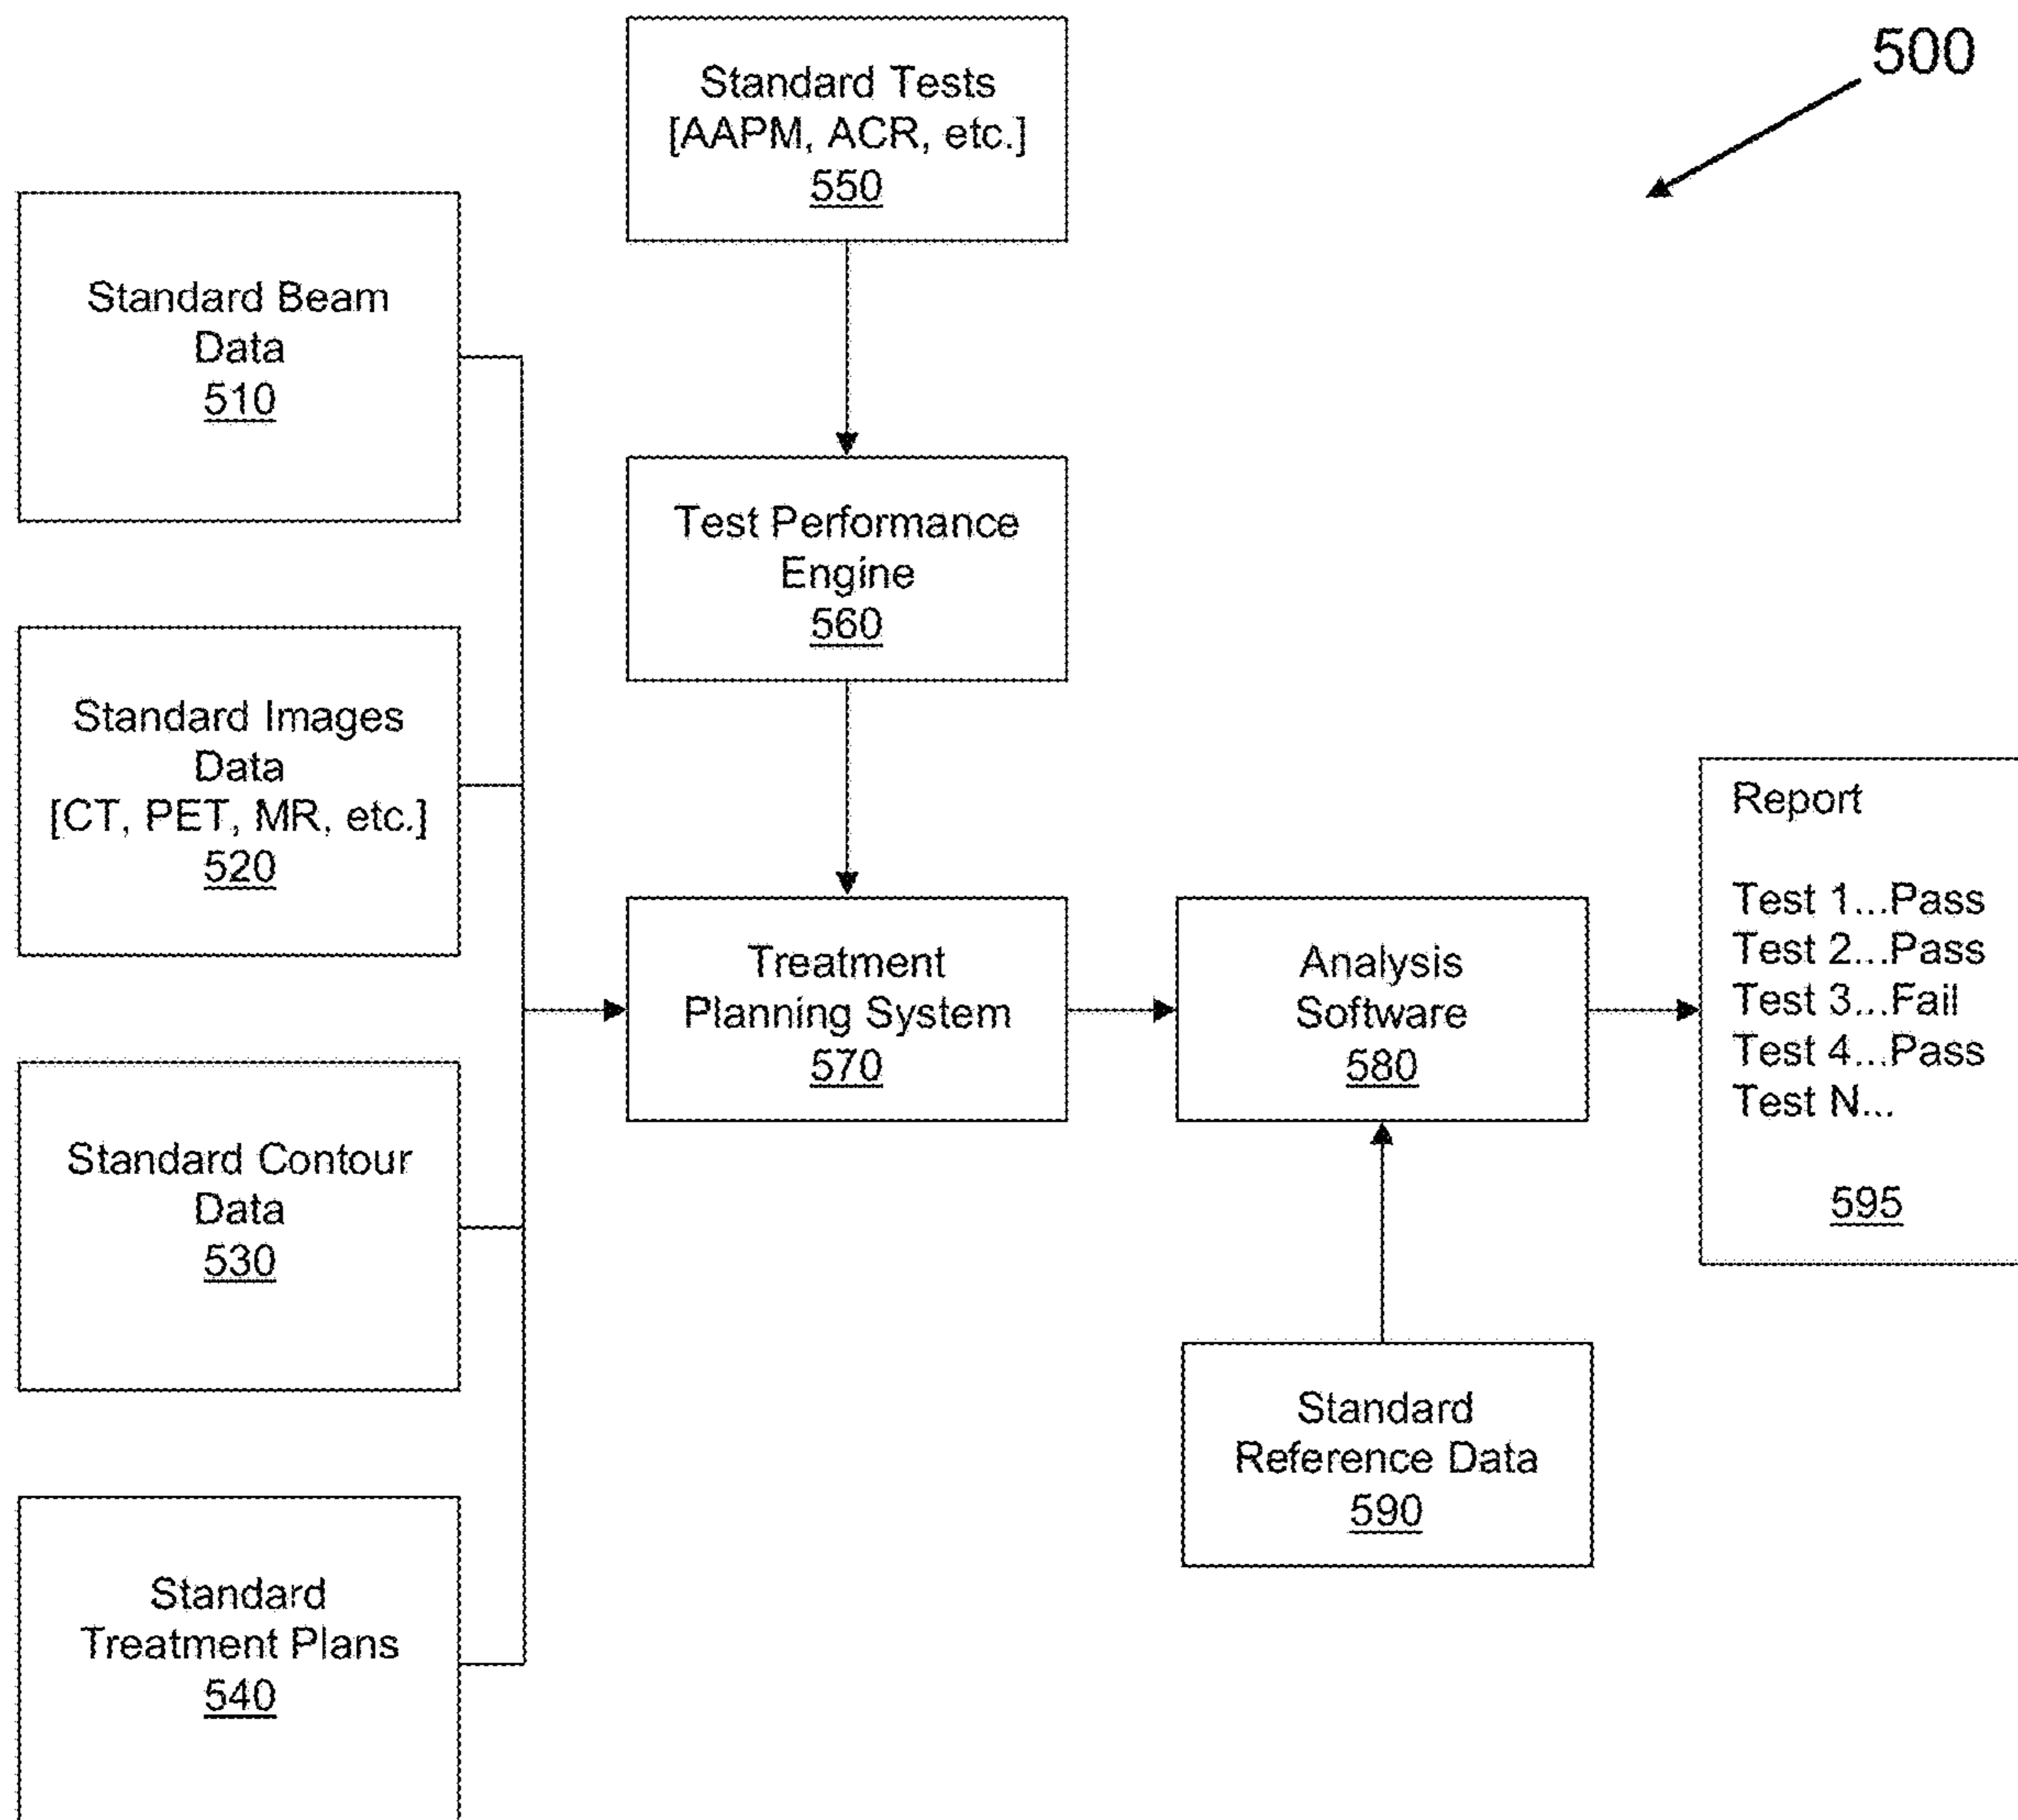 500
Standard Tests
[AAPM, ACR, etc.]
550
Standard Beam
Data
510
Test Performance
Engine
560
Standard Images
Data
[CT, PET, MR, etc.]
520
Treatment
Planning System
570
Analysis
Software
580
Report
Test 1...Pass
Test 2...Pass
Test 3...Fail
Test 4...Pass
Test N...
595
Standard Contour
Data
530
Standard
Reference Data
590
Standard
Treatment Plans
540